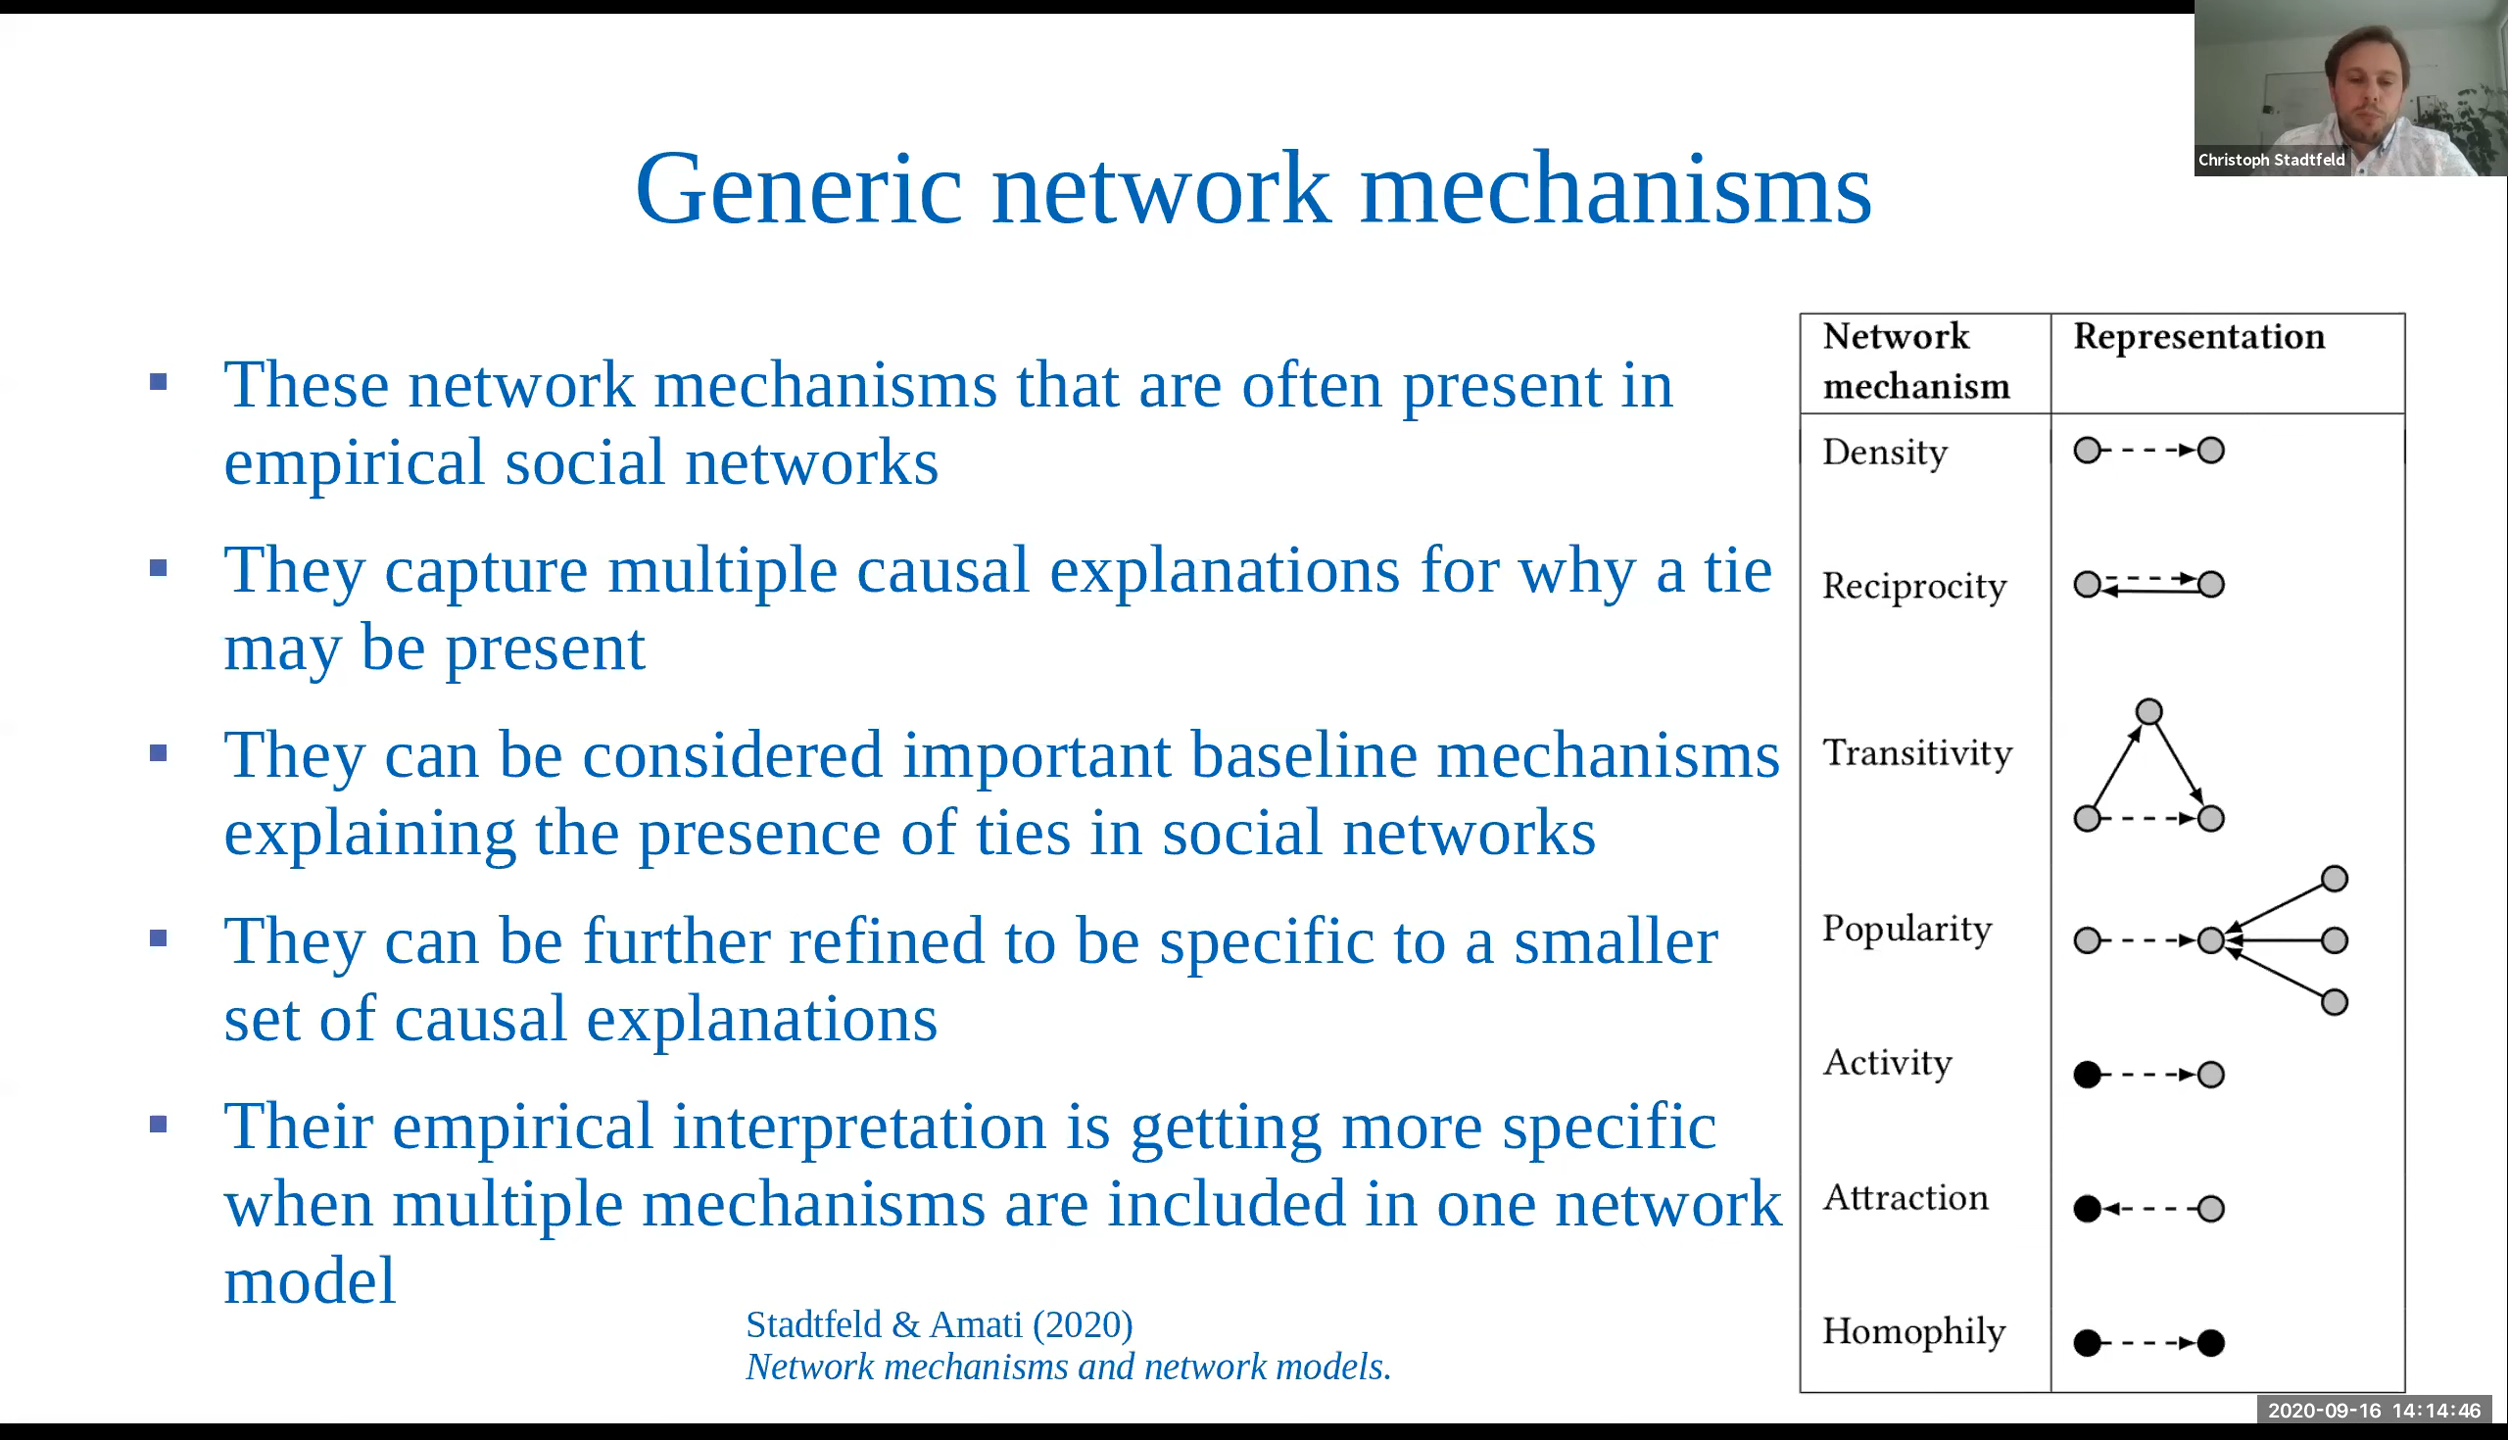 Christoph Stadtfeld
Generic network mechanisms
These network mechanisms that are often present in
empirical social networks
They capture multiple causal explanations for why a tie
may be present
They can be considered important baseline mechanisms
explaining the presence of ties in social networks
They can be further refined to be specific to a smaller
set of causal explanations
Their empirical interpretation is getting more specific
when multiple mechanisms are included in one network
model
Stadtfeld & Amati (2020)
Network mechanisms and network models.
Network
mechanism
Representation
Density
Reciprocity
Transitivity
Popularity
Activity
Attraction
Homophily
2020-09-16 14:14:46